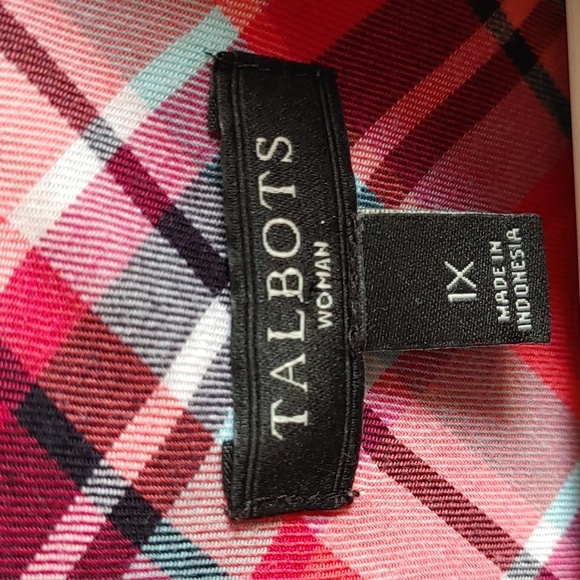 TALBOTS
WOMAN
1X
MADE IN
INDONESIA